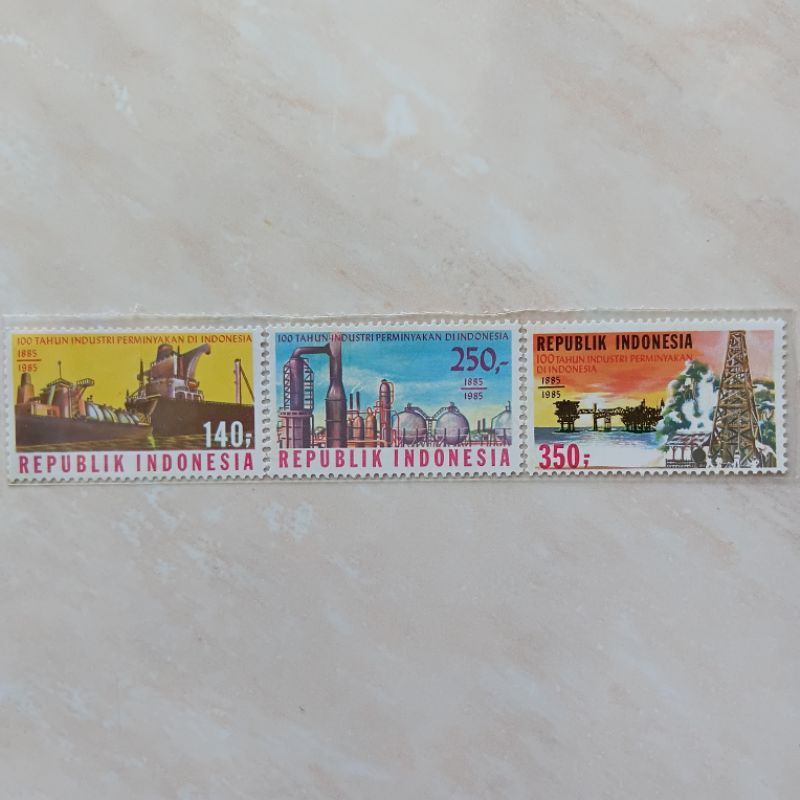 100 TAHUN INDUSTRI PERMINYAKAN DI INDONESIA
1885
1985
140,-
REPUBLIK INDONESIA
100 TAHUN INDUSTRI PERMINYAKAN DI INDONESIA
250,-
1885
1985
REPUBLIK INDONESIA
REPUBLIK INDONESIA
100 TAHUN INDUSTRI PERMINYAKAN
DI INDONESIA
1885
1985
350,-